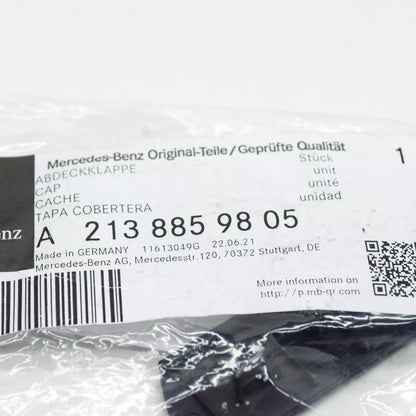 Mercedes-Benz Original-Teile/Geprüfte Qualität
ABDECKKLAPPE
CAP
CACHE
TAPA COBERTERA
Stück
unit
unité
unidad
1
enz
A 213 885 98 05
Made in GERMANY 11613049G 22.06.21
Mercedes-Benz AG, Mercedesstr.120, 70372 Stuttgart, DE
More information on
http://p.mb-qr.com/